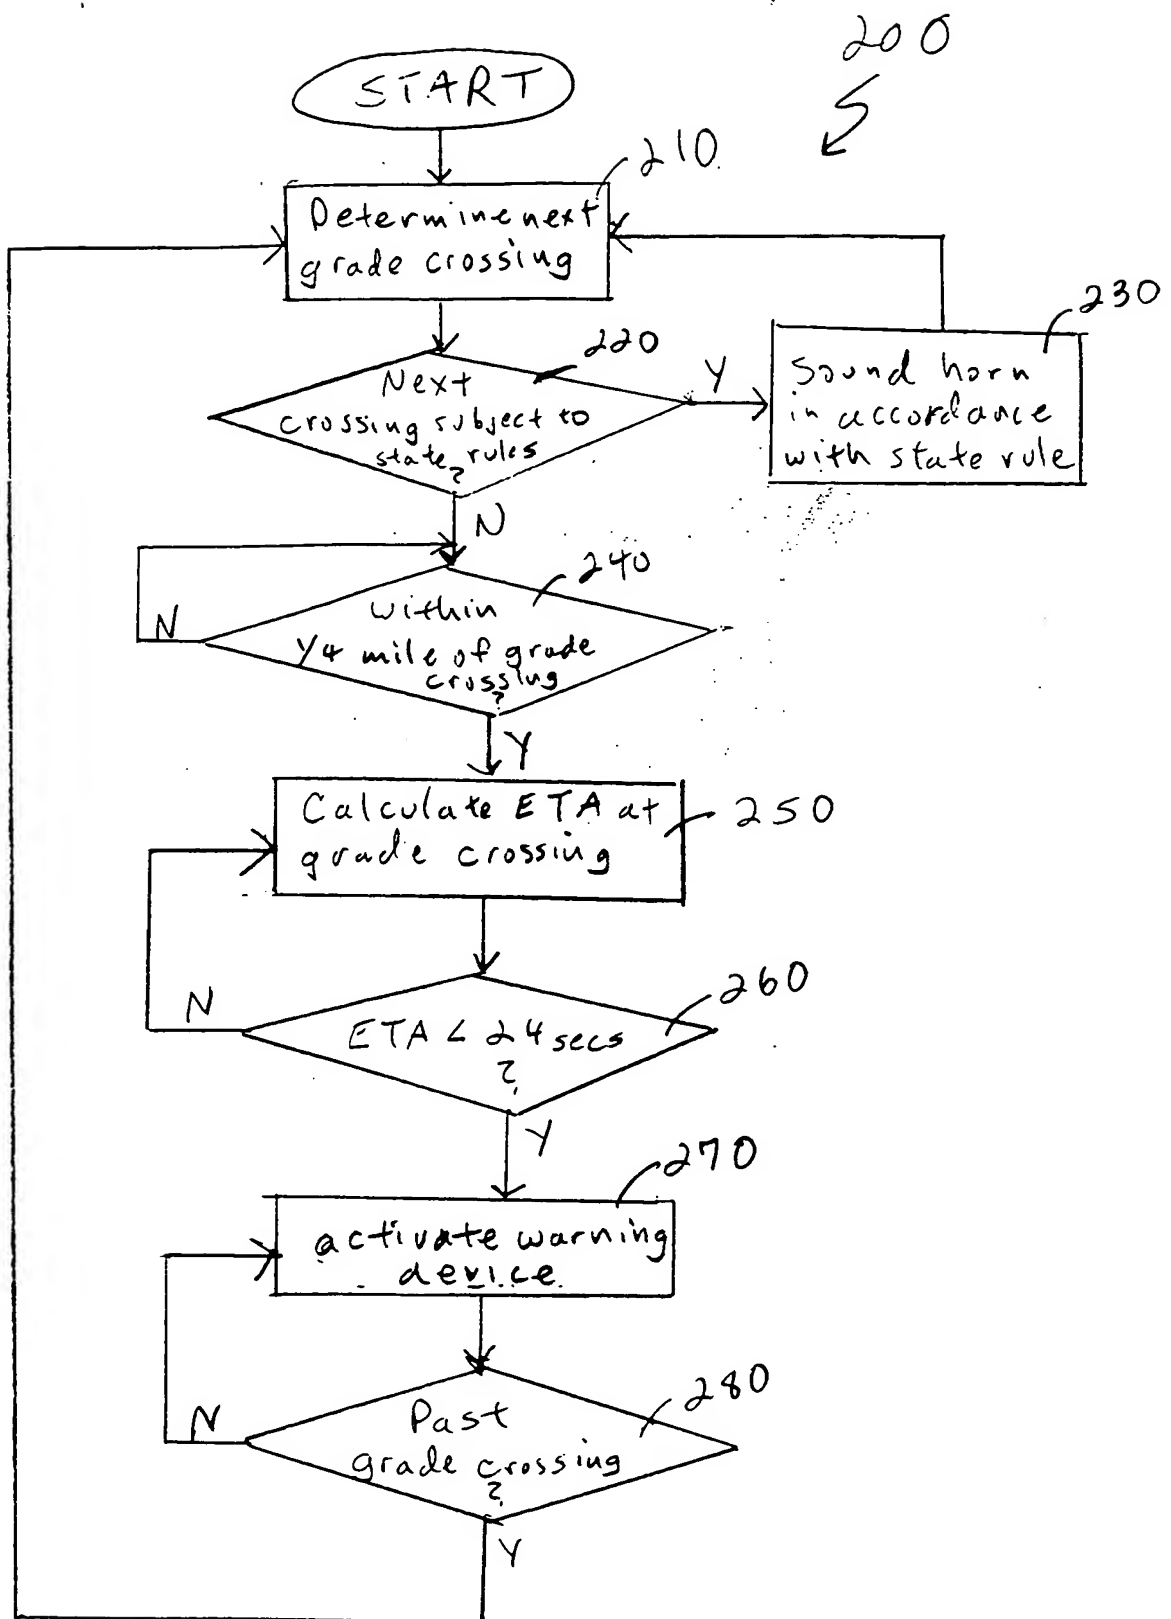 200
START
210
Determine next
grade crossing
220
230
Next
crossing subject to
state rules
?
Y
Sound horn
in accordance
with state rule
N
240
within
1/4 mile of grade
crossing
?
N
Y
Calculate ETA at
grade crossing
250
260
N
ETA < 24 secs
?
Y
270
activate warning
device
280
N
Past
grade crossing
?
Y